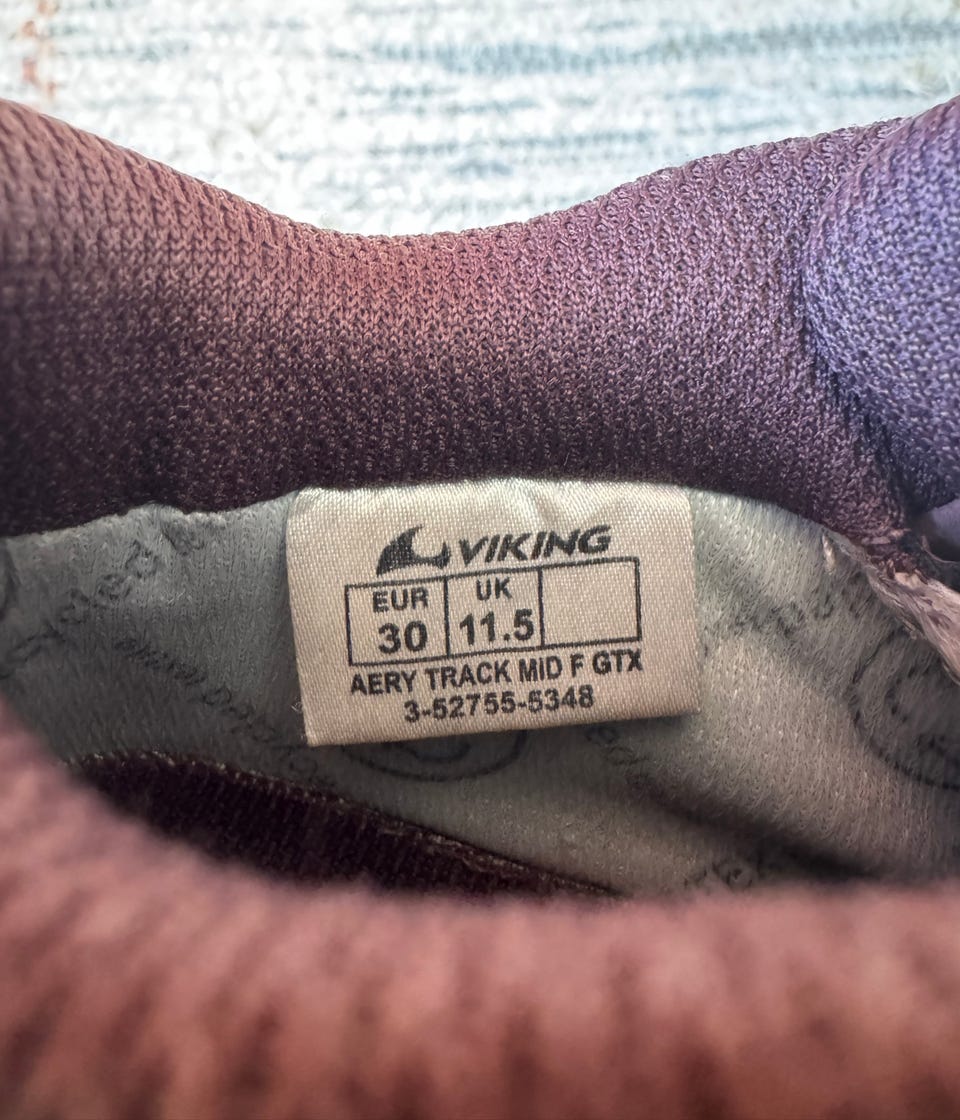 VIKING
EUR UK
30 11.5
AERY TRACK MID F GTX
3-52755-5348